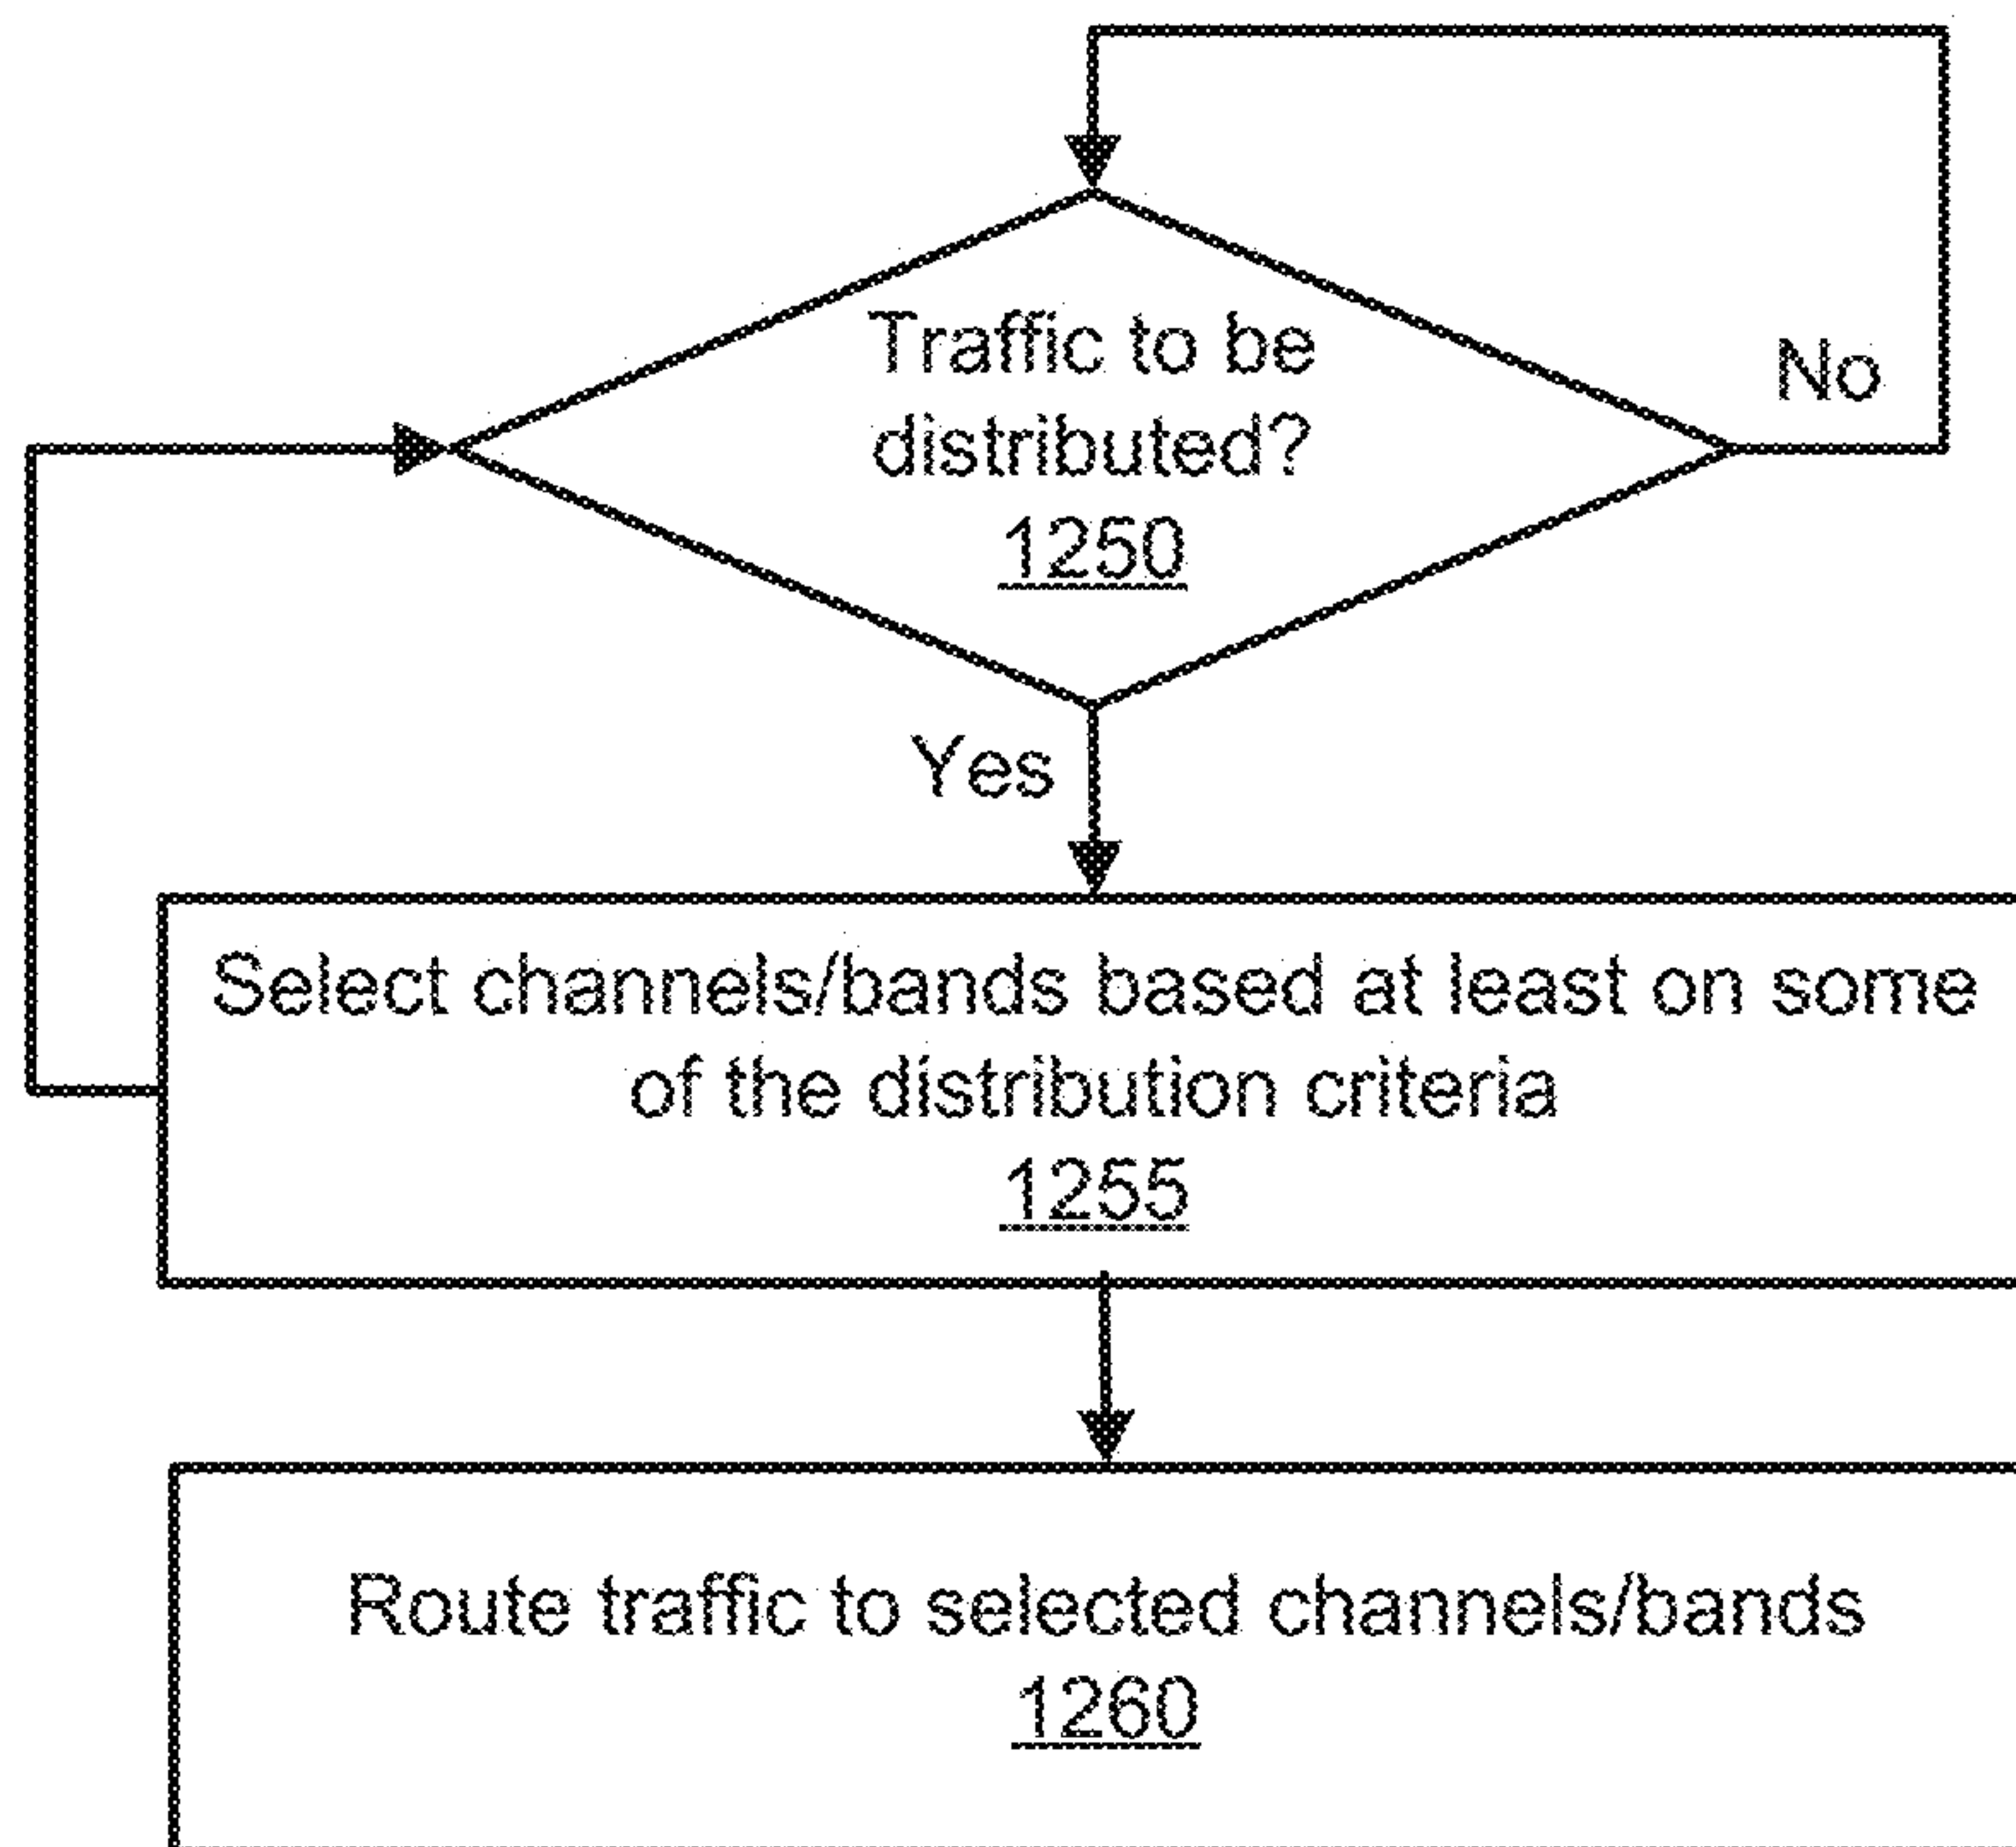 Traffic to be
distributed?
1250
No
Yes
Select channels/bands based at least on some
of the distribution criteria
1255
Route traffic to selected channels/bands
1260